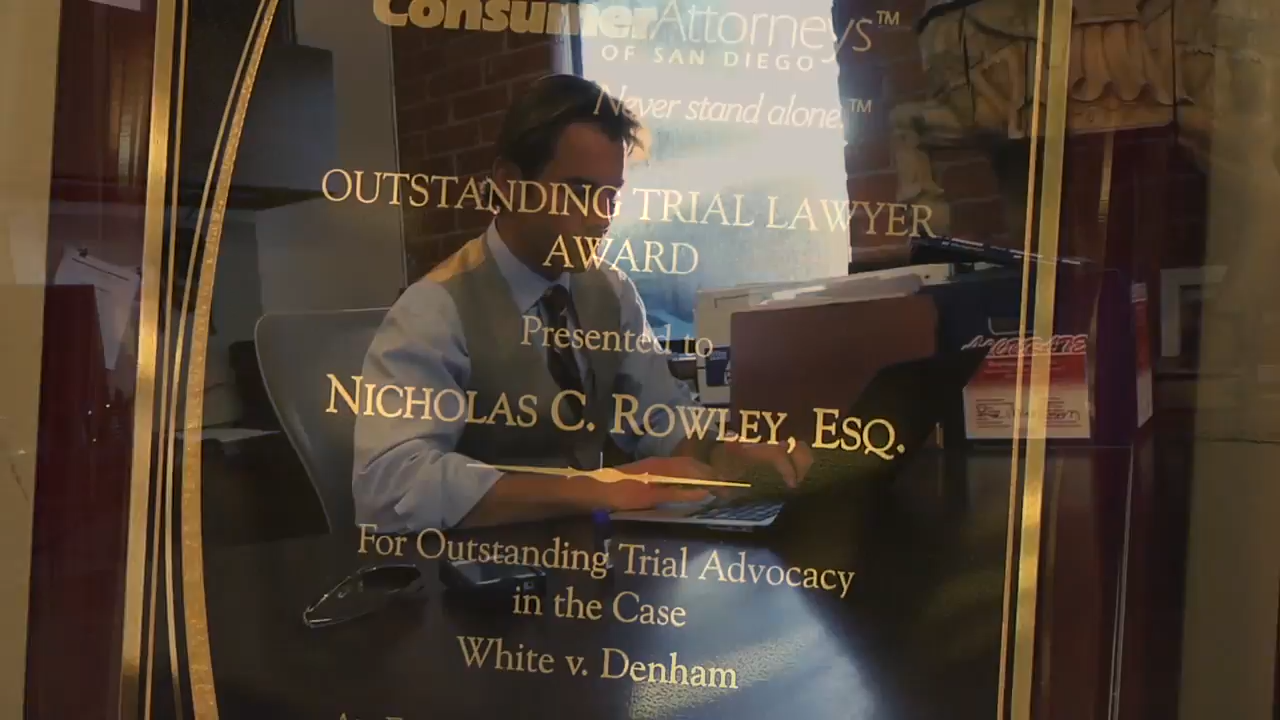 ConsumerAttorneys™
OF SAN DIEGO
Never stand alone.™
OUTSTANDING TRIAL LAWYER
AWARD
Presented to
NICHOLAS C. ROWLEY, ESQ.
For Outstanding Trial Advocacy
in the Case
White v. Denham
ACCURATE